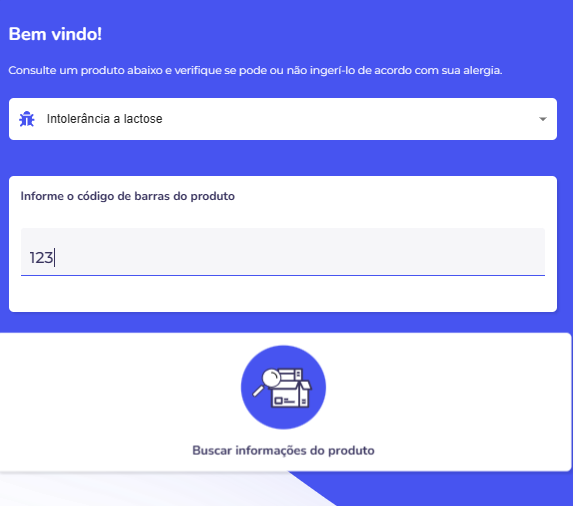 Bem vindo!
Consulte um produto abaixo e verifique se pode ou não ingerí-lo de acordo com sua alergia.
Intolerância a lactose
Informe o código de barras do produto
123
Buscar informações do produto